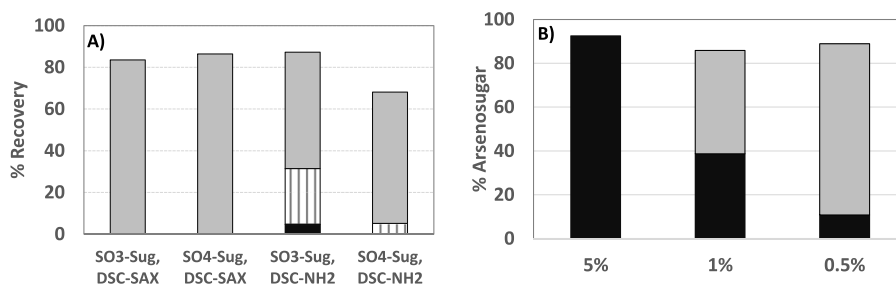 A)
% Recovery
100
80
60
40
20
0
SO3-Sug, DSC-SAX
SO4-Sug, DSC-SAX
SO3-Sug, DSC-NH2
SO4-Sug, DSC-NH2
B)
% Arsenosugar
100
80
60
40
20
0
5%
1%
0.5%